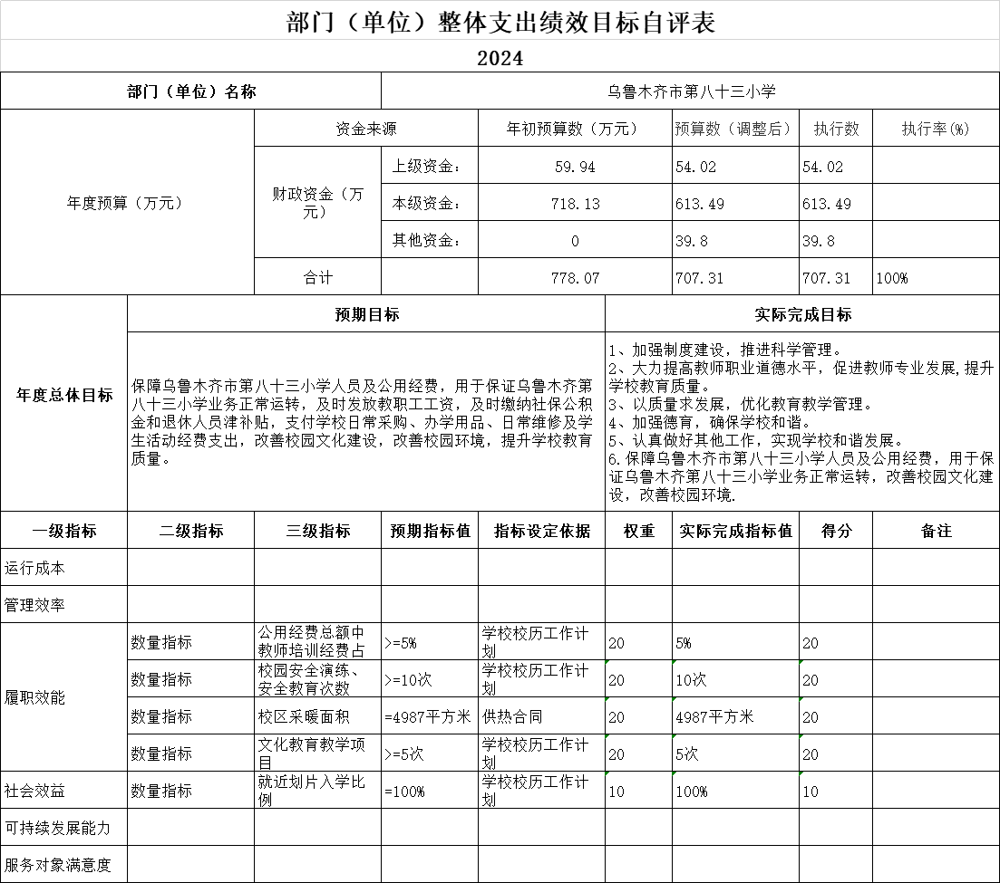 部门（单位）整体支出绩效目标自评表
2024
部门（单位）名称
乌鲁木齐市第八十三小学
年度预算（万元）
资金来源
年初预算数（万元）
预算数（调整后）
执行数
执行率(%)
财政资金（万
元）
上级资金：
59.94
54.02
54.02
本级资金：
718.13
613.49
613.49
其他资金：
0
39.8
39.8
合计
778.07
707.31
707.31
100%
年度总体目标
预期目标
实际完成目标
保障乌鲁木齐市第八十三小学人员及公用经费，用于保证乌鲁木齐第
八十三小学业务正常运转，及时发放教职工工资，及时缴纳社保公积
金和退休人员津补贴，支付学校日常采购、办学用品、日常维修及学
生活动经费支出，改善校园文化建设，改善校园环境，提升学校教育
质量。
1、加强制度建设，推进科学管理。
2、大力提高教师职业道德水平，促进教师专业发展,提升
学校教育质量。
3、以质量求发展，优化教育教学管理。
4、加强德育，确保学校和谐。
5、认真做好其他工作，实现学校和谐发展。
6.保障乌鲁木齐市第八十三小学人员及公用经费，用于保
证乌鲁木齐第八十三小学业务正常运转，改善校园文化建
设，改善校园环境.
一级指标
二级指标
三级指标
预期指标值
指标设定依据
权重
实际完成指标值
得分
备注
运行成本
管理效率
履职效能
数量指标
公用经费总额中
教师培训经费占
>=5%
学校校历工作计
划
20
5%
20
数量指标
校园安全演练、
安全教育次数
>=10次
学校校历工作计
划
20
10次
20
数量指标
校区采暖面积
=4987平方米
供热合同
20
4987平方米
20
数量指标
文化教育教学项
目
>=5次
学校校历工作计
划
20
5次
20
社会效益
数量指标
就近划片入学比
例
=100%
学校校历工作计
划
10
100%
10
可持续发展能力
服务对象满意度